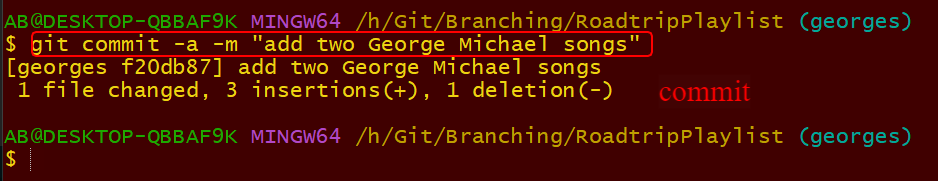 AB@DESKTOP-QBBAF9K MINGW64 /h/Git/Branching/RoadtripPlaylist (georges)
$ git commit -a -m "add two George Michael songs"
[georges f20db87] add two George Michael songs
 1 file changed, 3 insertions(+), 1 deletion(-)
commit
AB@DESKTOP-QBBAF9K MINGW64 /h/Git/Branching/RoadtripPlaylist (georges)
$